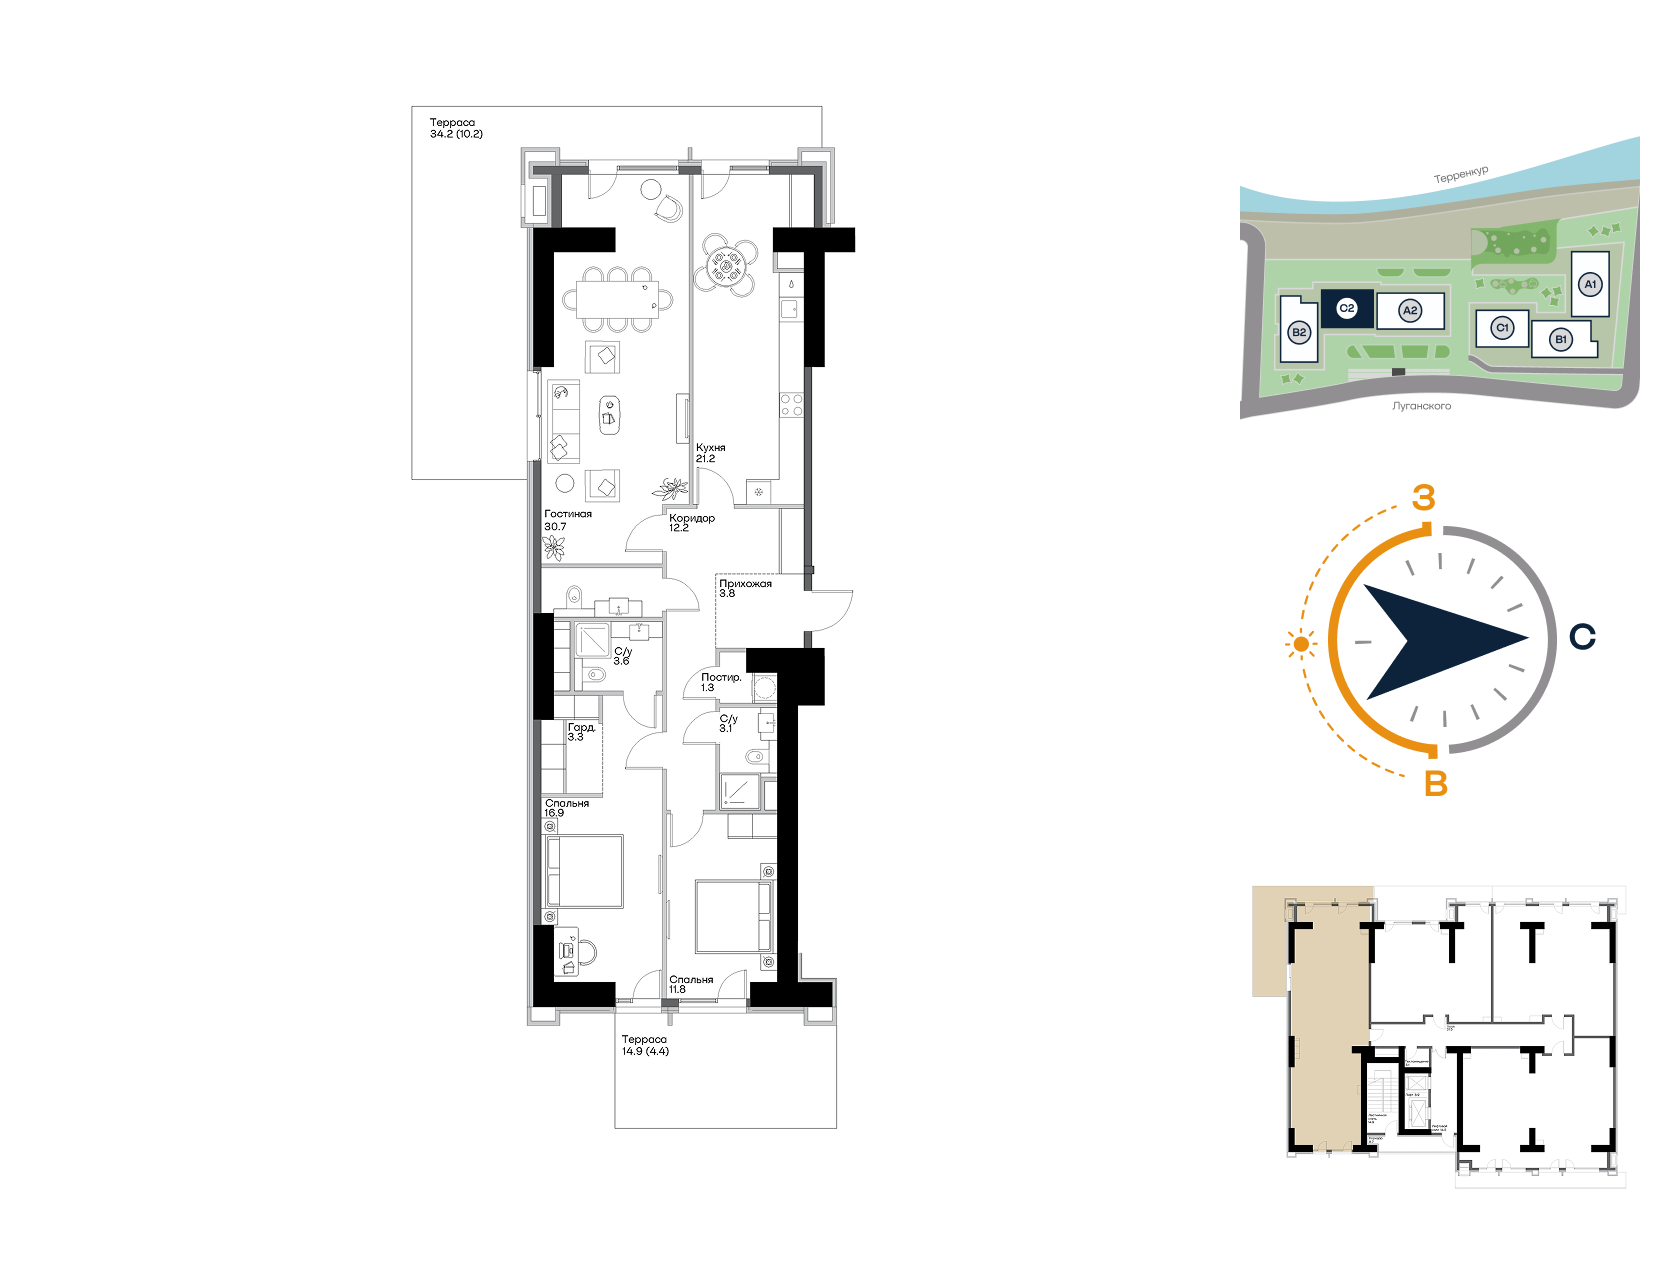 Терраса
34.2 (10.2)
Кухня
21.2
Гостиная
30.7
Коридор
12.2
Прихожая
3.8
С/у
3.6
Постир.
1.3
С/у
3.1
Гард.
3.3
Спальня
16.9
Спальня
11.8
Терраса
14.9 (4.4)
Терренкур
A1
C2
A2
B2
C1
B1
Луганского
З
С
В